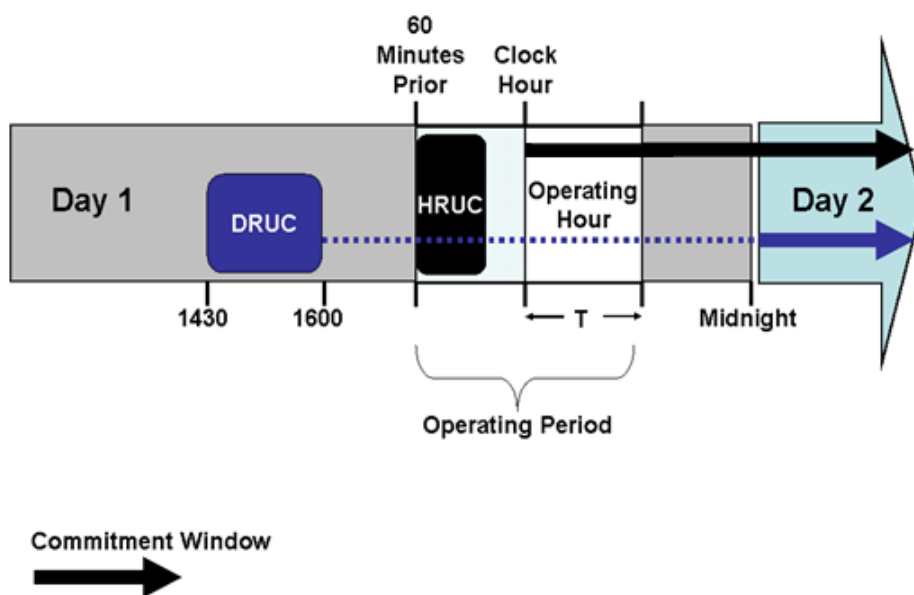 60
Minutes
Prior
Clock
Hour
Day 1
DRUC
HRUC
Operating
Hour
Day 2
1430
1600
T
Midnight
Operating Period
Commitment Window